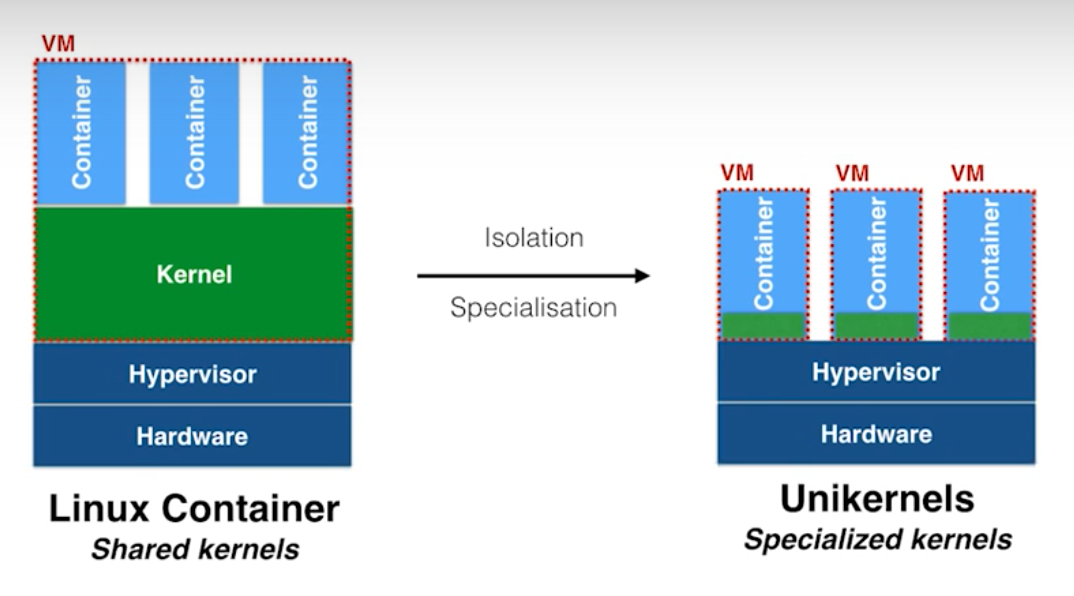 VM
Container
Container
Container
Kernel
Hypervisor
Hardware
Linux Container
Shared kernels
Isolation
Specialisation
VM
VM
VM
Container
Container
Container
Hypervisor
Hardware
Unikernels
Specialized kernels